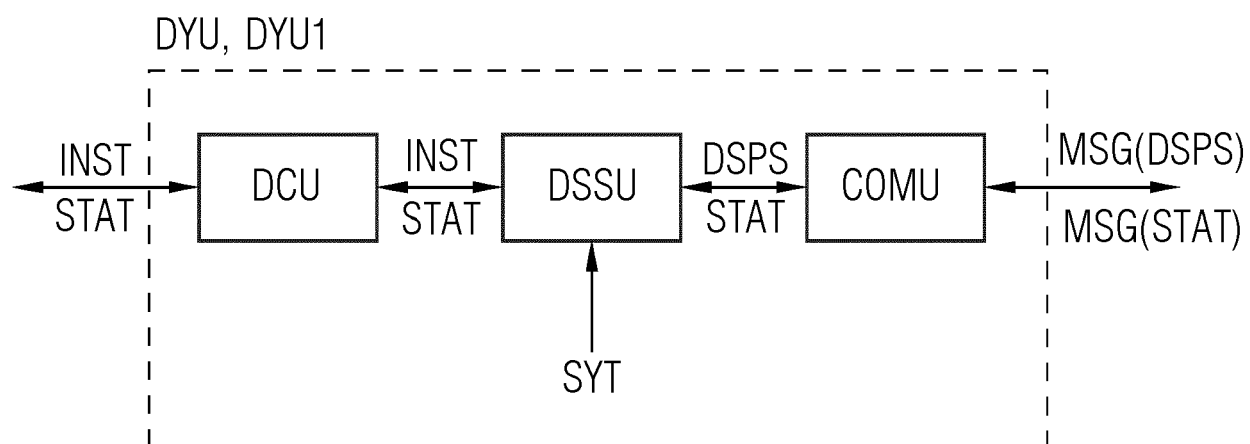 DYU, DYU1
INST
STAT
DCU
INST
STAT
DSSU
DSPS
STAT
COMU
MSG(DSPS)
MSG(STAT)
SYT